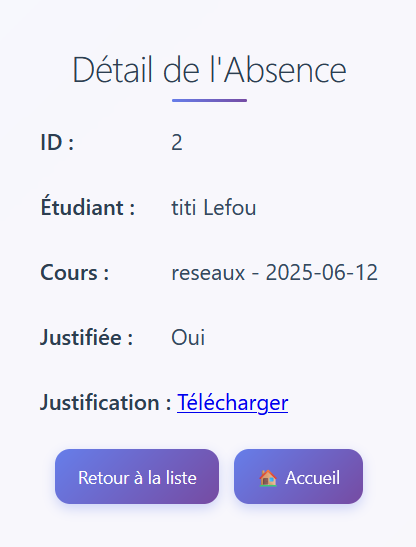 Détail de l'Absence
ID : 2
Étudiant : titi Lefou
Cours : reseaux - 2025-06-12
Justifiée : Oui
Justification : Télécharger
Retour à la liste 🏠 Accueil